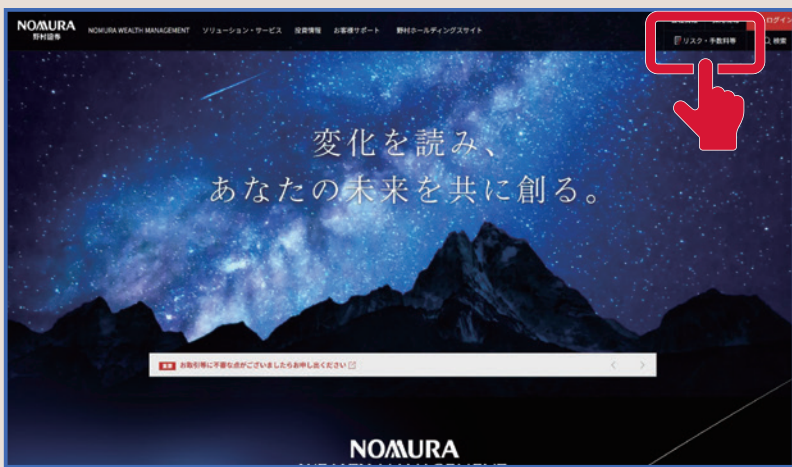 NOMURA
野村證券
NOMURA WEALTH MANAGEMENT
ソリューション・サービス
投資情報
お客様サポート
野村ホールディングスサイト
ログイン
リスク・手数料等
検索
変化を読み、
あなたの未来を共に創る。
重要 お取引等に不審な点がございましたらお申し出ください
NOMURA